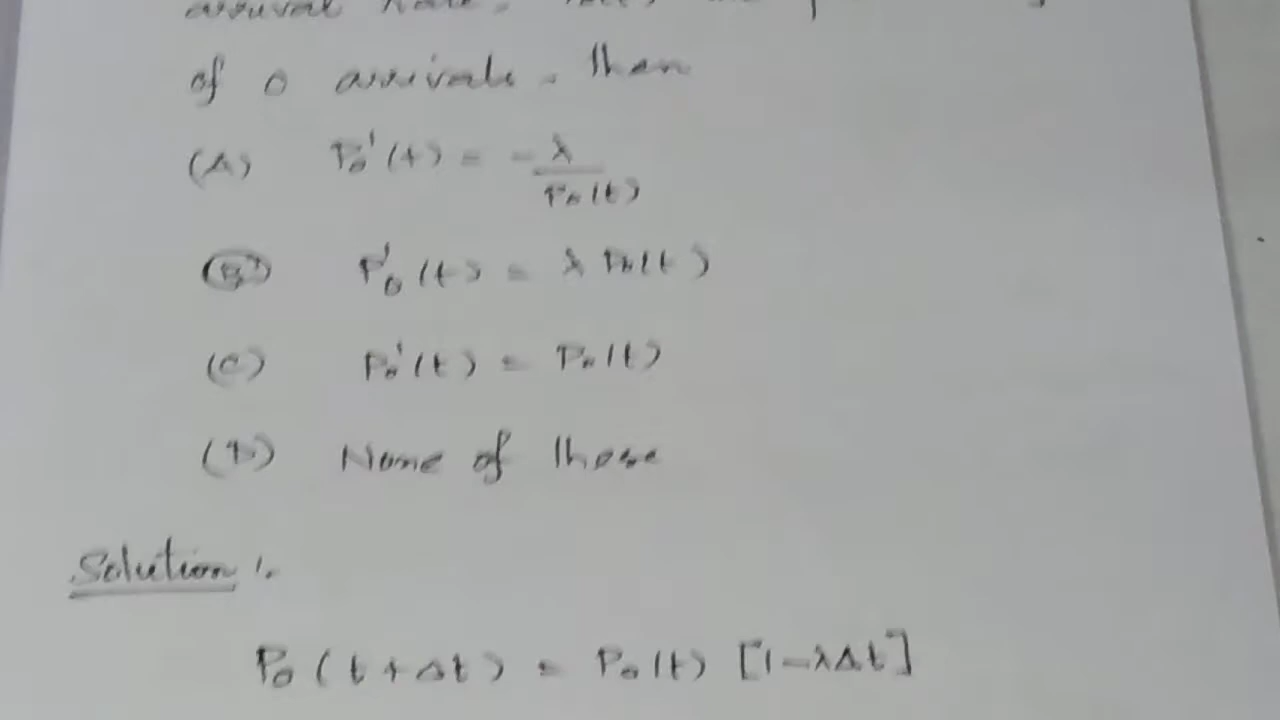 of 0 arrivals. Then
(A) P₀'(t) = -λ / P₀(t)
(B) P₀'(t) = λ P₀(t)
(C) P₀'(t) = P₀(t)
(D) None of these
Solution :
P₀(t+Δt) = P₀(t) [1-λΔt]